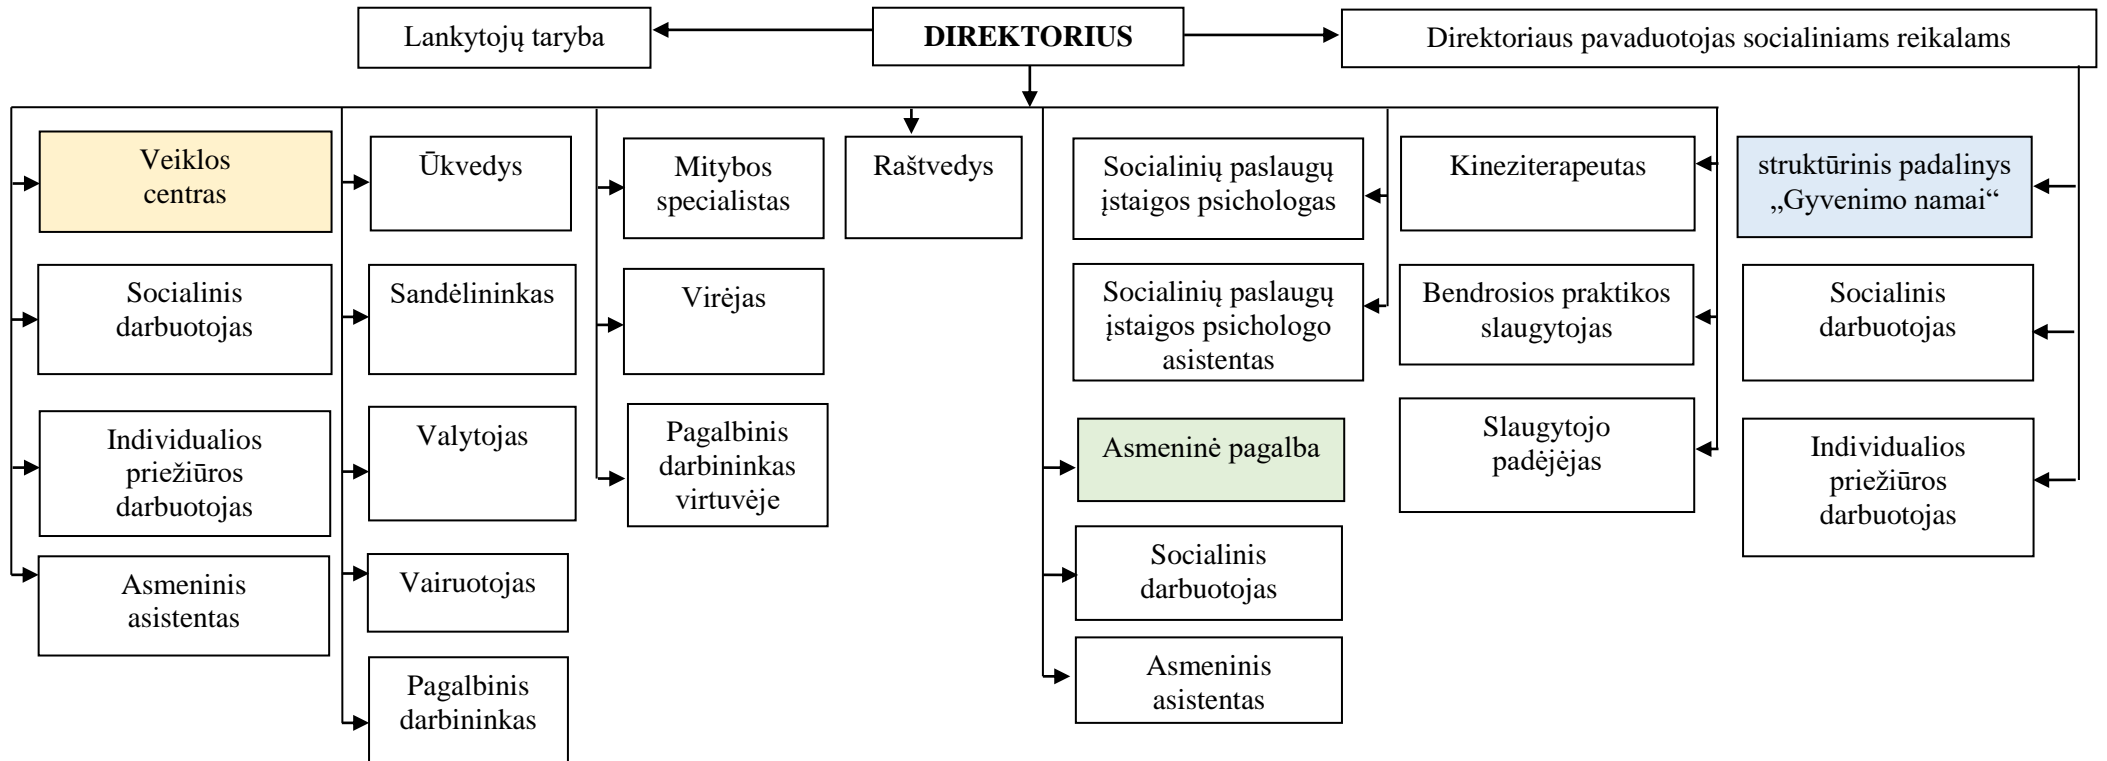 Lankytojų taryba
DIREKTORIUS
Direktoriaus pavaduotojas socialiniams reikalams
Veiklos
centras
Socialinis
darbuotojas
Individualios
priežiūros
darbuotojas
Asmeninis
asistentas
Ūkvedys
Sandėlininkas
Valytojas
Vairuotojas
Pagalbinis
darbininkas
Mitybos
specialistas
Virėjas
Pagalbinis
darbininkas
virtuvėje
Raštvedys
Socialinių paslaugų
įstaigos psichologas
Socialinių paslaugų
įstaigos psichologo
asistentas
Asmeninė pagalba
Socialinis
darbuotojas
Asmeninis
asistentas
Kineziterapeutas
Bendrosios praktikos
slaugytojas
Slaugytojo
padėjėjas
struktūrinis padalinys
„Gyvenimo namai“
Socialinis
darbuotojas
Individualios
priežiūros
darbuotojas